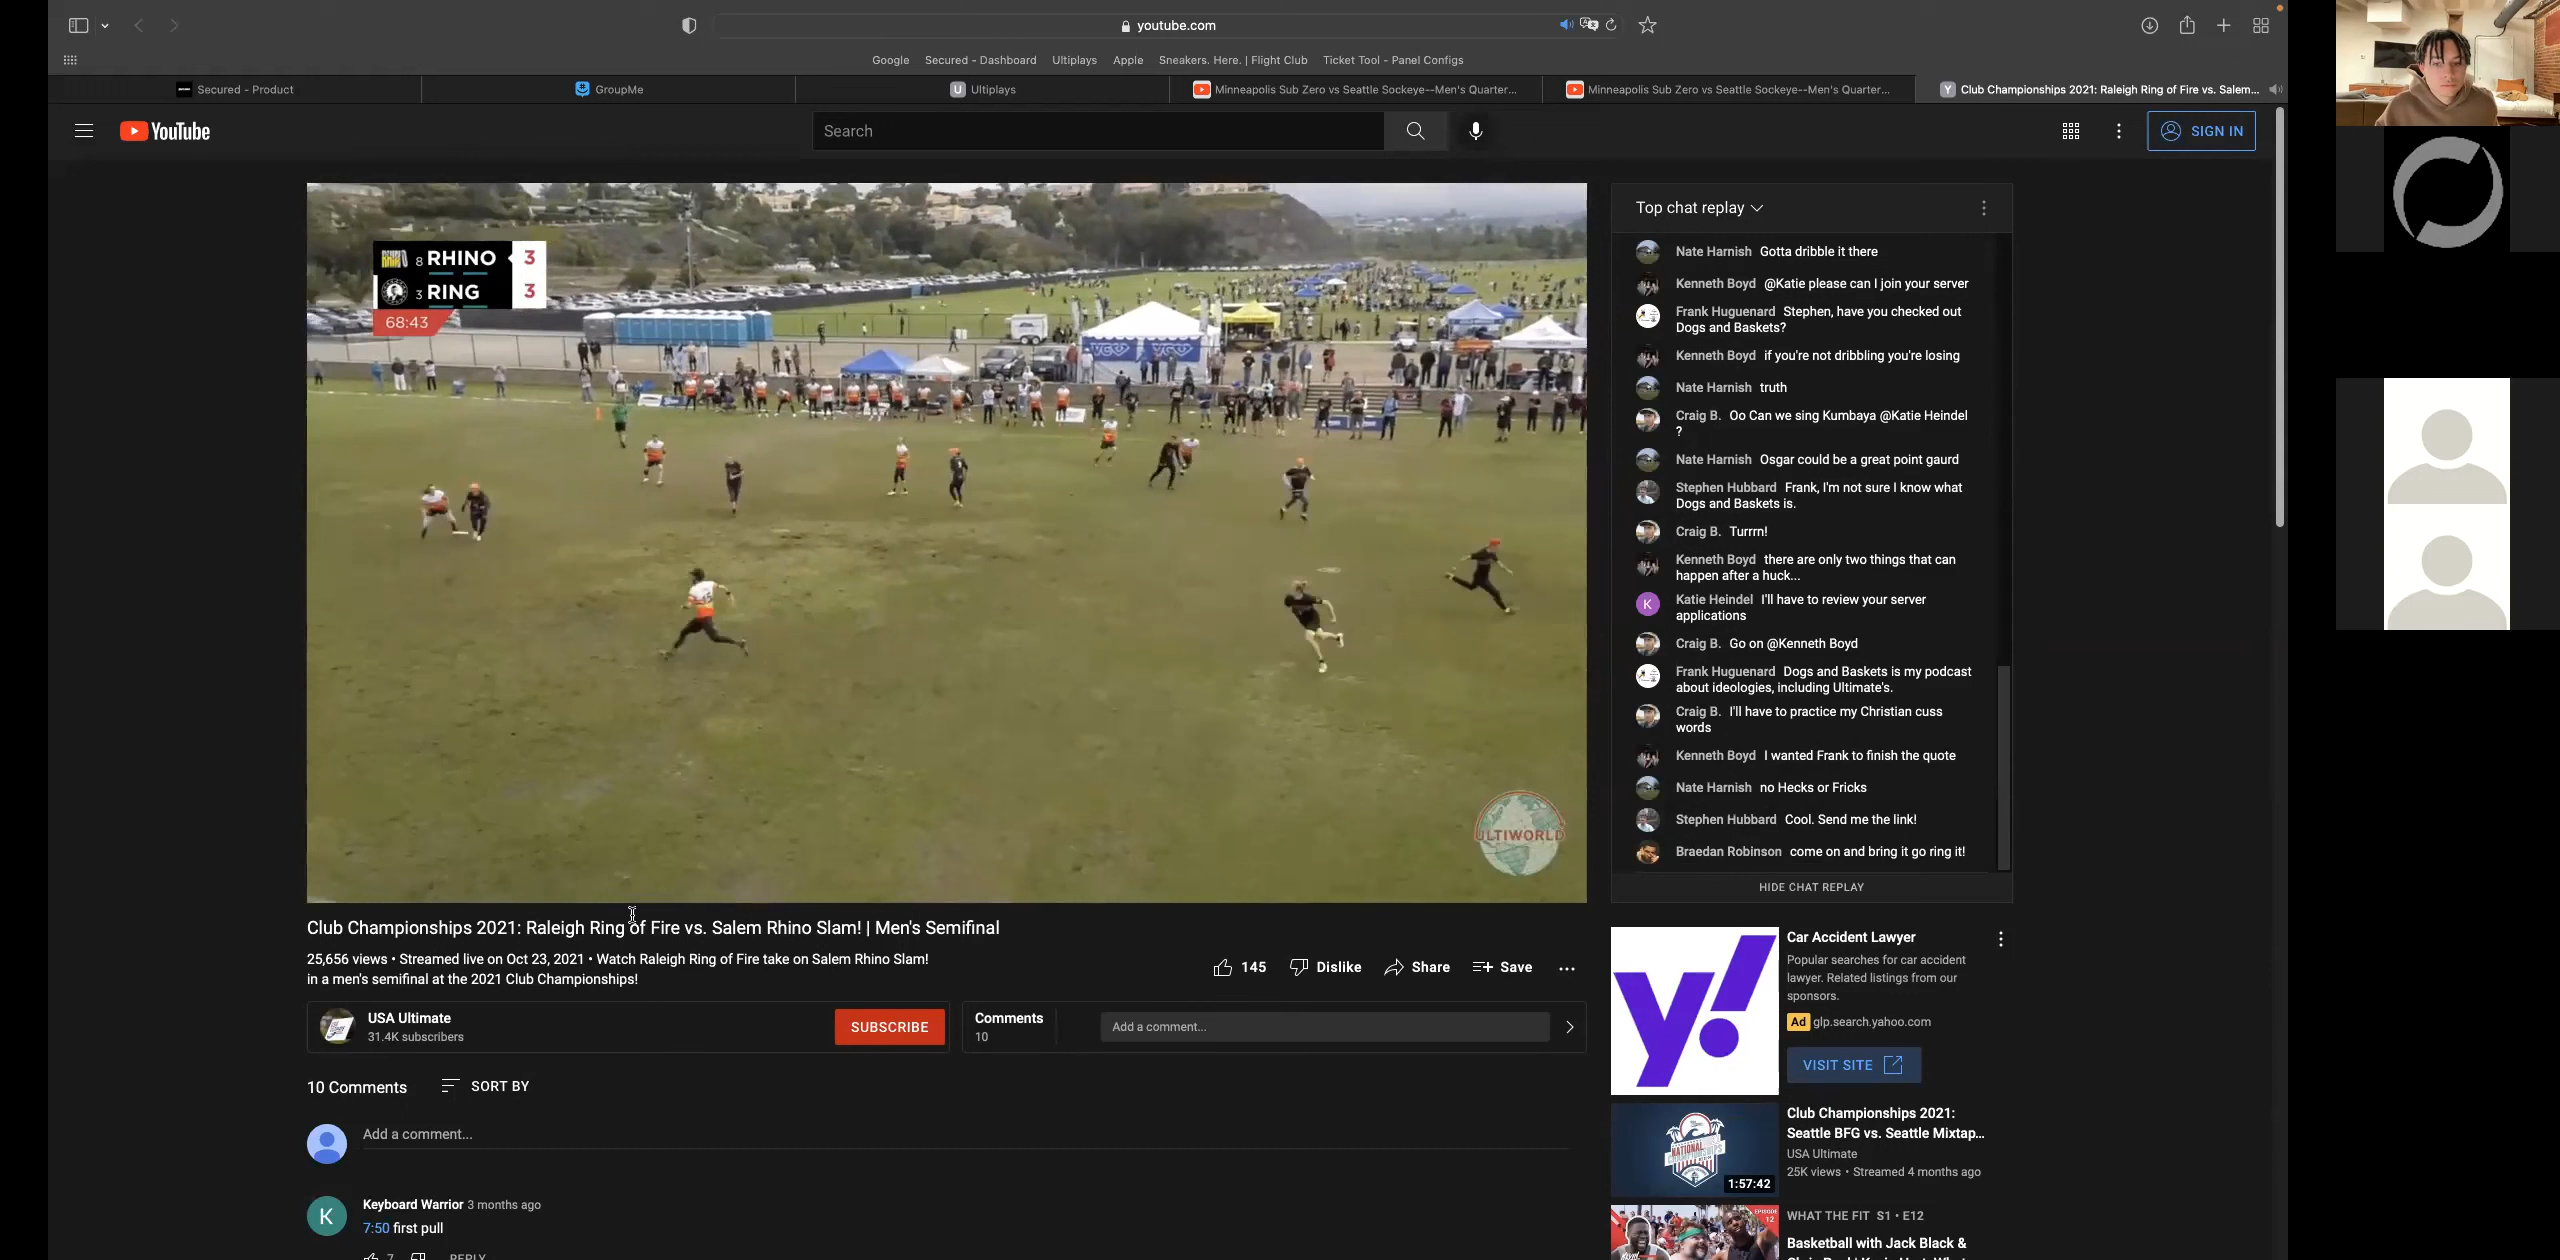 youtube.com
Google Secured - Dashboard Ultiplays Apple Sneakers. Here. | Flight Club Ticket Tool - Panel Configs
Secured - Product
GroupMe
U Ultiplays
Minneapolis Sub Zero vs Seattle Sockeye--Men's Quarter...
Minneapolis Sub Zero vs Seattle Sockeye--Men's Quarter...
Y Club Championships 2021: Raleigh Ring of Fire vs. Salem...
YouTube
Search
SIGN IN
8 RHINO 3
3 RING 3
68:43
VCU VCU
ULTIWORLD
Top chat replay
Nate Harnish Gotta dribble it there
Kenneth Boyd @Katie please can I join your server
Frank Huguenard Stephen, have you checked out
Dogs and Baskets?
Kenneth Boyd if you're not dribbling you're losing
Nate Harnish truth
Craig B. Oo Can we sing Kumbaya @Katie Heindel
?
Nate Harnish Osgar could be a great point gaurd
Stephen Hubbard Frank, I'm not sure I know what
Dogs and Baskets is.
Craig B. Turrrn!
Kenneth Boyd there are only two things that can
happen after a huck...
K Katie Heindel I'll have to review your server
applications
Craig B. Go on @Kenneth Boyd
Frank Huguenard Dogs and Baskets is my podcast
about ideologies, including Ultimate's.
Craig B. I'll have to practice my Christian cuss
words
Kenneth Boyd I wanted Frank to finish the quote
Nate Harnish no Hecks or Fricks
Stephen Hubbard Cool. Send me the link!
Braedan Robinson come on and bring it go ring it!
HIDE CHAT REPLAY
Club Championships 2021: Raleigh Ring of Fire vs. Salem Rhino Slam! | Men's Semifinal
25,656 views • Streamed live on Oct 23, 2021 • Watch Raleigh Ring of Fire take on Salem Rhino Slam!
in a men's semifinal at the 2021 Club Championships!
145 Dislike Share Save
USA Ultimate
31.4K subscribers
SUBSCRIBE
Comments
10
Add a comment...
10 Comments SORT BY
Add a comment...
K Keyboard Warrior 3 months ago
7:50 first pull
7 REPLY
y!
Car Accident Lawyer
Popular searches for car accident
lawyer. Related listings from our
sponsors.
Ad glp.search.yahoo.com
VISIT SITE
NATIONAL
1:57:42
Club Championships 2021:
Seattle BFG vs. Seattle Mixtap...
USA Ultimate
25K views • Streamed 4 months ago
EPISODE
12
WHAT THE FIT S1 • E12
Basketball with Jack Black &